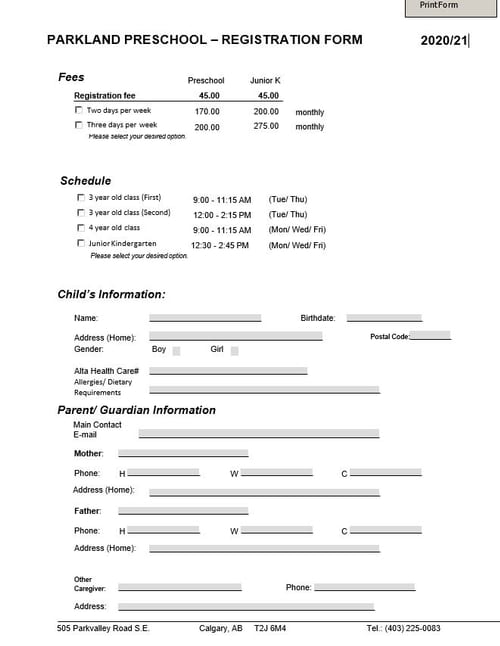 PrintForm
PARKLAND PRESCHOOL – REGISTRATION FORM 2020/21
Fees Preschool Junior K
Registration fee 45.00 45.00
Two days per week 170.00 200.00 monthly
Three days per week 200.00 275.00 monthly
Please select your desired option.
Schedule
3 year old class (First) 9:00 - 11:15 AM (Tue/ Thu)
3 year old class (Second) 12:00 - 2:15 PM (Tue/ Thu)
4 year old class 9:00 - 11:15 AM (Mon/ Wed/ Fri)
Junior Kindergarten 12:30 - 2:45 PM (Mon/ Wed/ Fri)
Please select your desired option.
Child's Information:
Name: Birthdate:
Address (Home): Postal Code:
Gender: Boy Girl
Alta Health Care#
Allergies/ Dietary
Requirements
Parent/ Guardian Information
Main Contact
E-mail
Mother:
Phone: H W C
Address (Home):
Father:
Phone: H W C
Address (Home):
Other
Caregiver: Phone:
Address:
505 Parkvalley Road S.E. Calgary, AB T2J 6M4 Tel.: (403) 225-0083